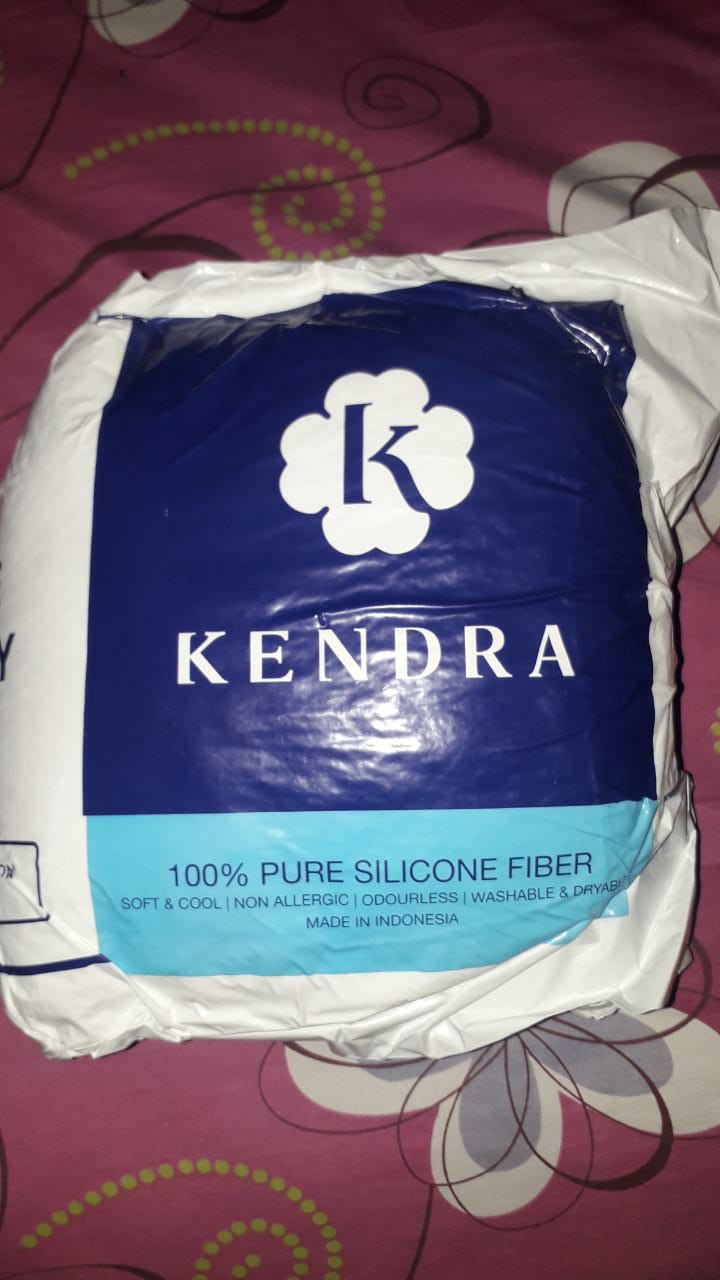 k
KENDRA
100% PURE SILICONE FIBER
SOFT & COOL | NON ALLERGIC | ODOURLESS | WASHABLE &
MADE IN INDONESIA
Y